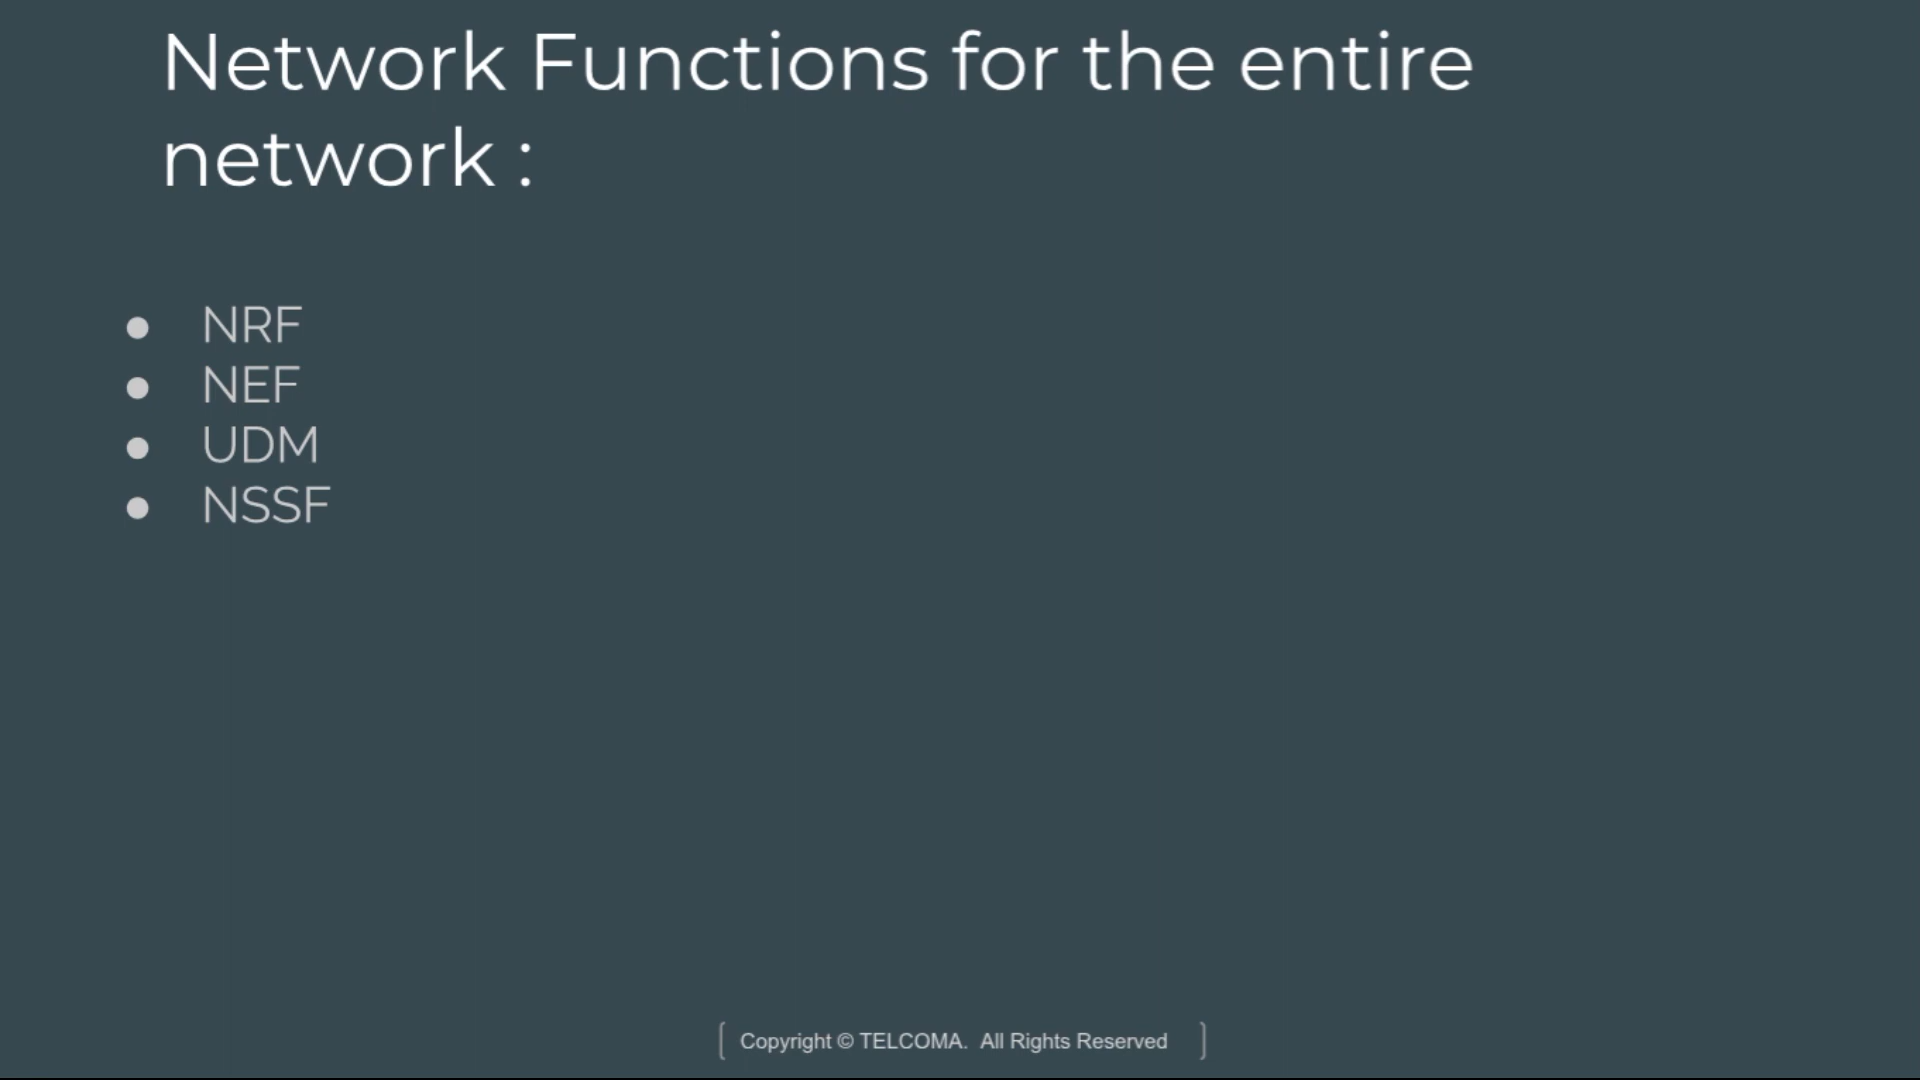 Network Functions for the entire
network :
● NRF
● NEF
● UDM
● NSSF
Copyright © TELCOMA. All Rights Reserved